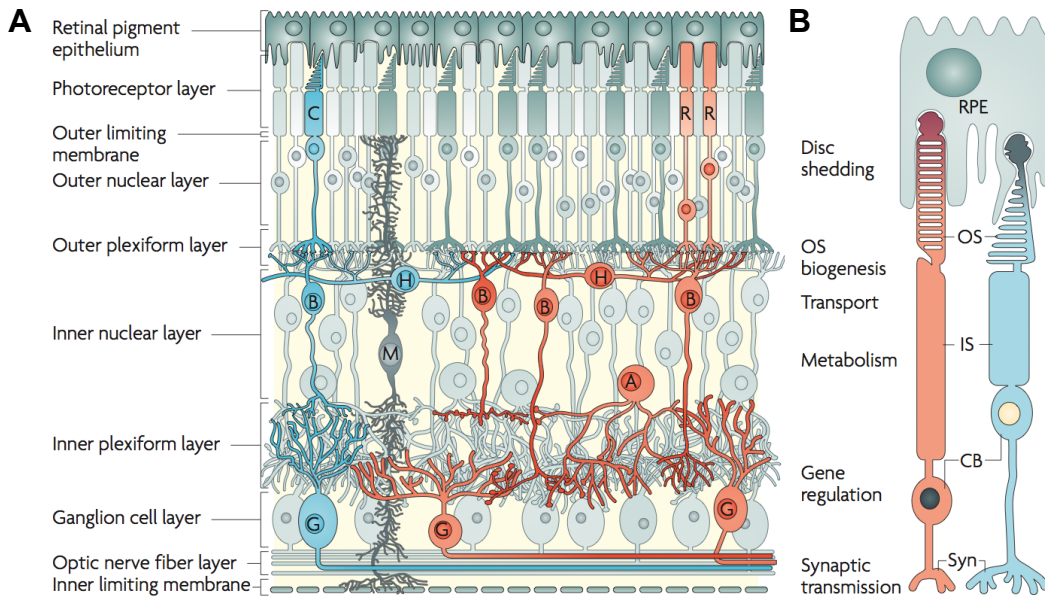 A
Retinal pigment
epithelium
Photoreceptor layer
Outer limiting
membrane
Outer nuclear layer
Outer plexiform layer
Inner nuclear layer
Inner plexiform layer
Ganglion cell layer
Optic nerve fiber layer
Inner limiting membrane
C
R R
H
H
B
B
B
B
M
A
G
G
G
B
RPE
Disc
shedding
OS
OS
biogenesis
Transport
IS
Metabolism
CB
Gene
regulation
Syn
Synaptic
transmission